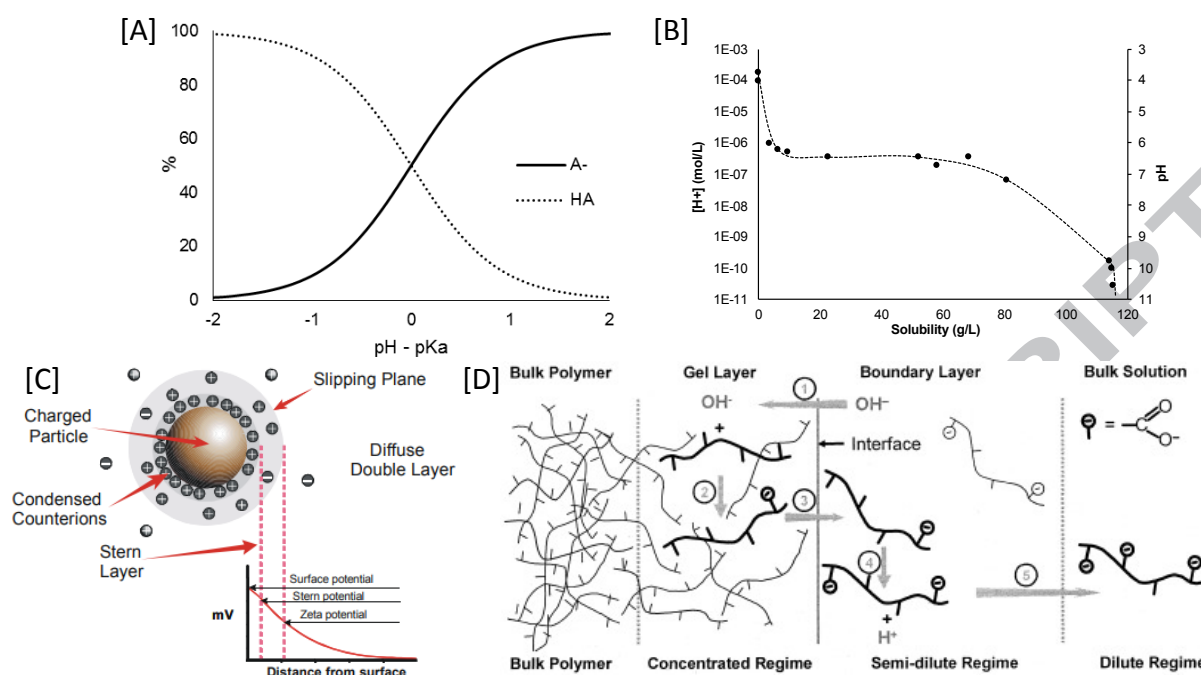 [A]
100
80
60
40
20
0
%
-2
-1
0
1
2
pH - pKa
A-
HA
[B]
1E-03
1E-04
1E-05
1E-06
1E-07
1E-08
1E-09
1E-10
1E-11
[H+] (mol/L)
3
4
5
6
7
8
9
10
11
pH
0
20
40
60
80
100
120
Solubility (g/L)
RIPT
[C]
Slipping Plane
Charged
Particle
Diffuse
Double Layer
Condensed
Counterions
Stern
Layer
Surface potential
Stern potential
Zeta potential
mV
Distance from surface
[D]
Bulk Polymer
Gel Layer
Boundary Layer
Bulk Solution
1
OH-
OH-
+
Interface
⊖ = -C
O
O-
2
3
4
5
+
H+
Bulk Polymer
Concentrated Regime
Semi-dilute Regime
Dilute Regime